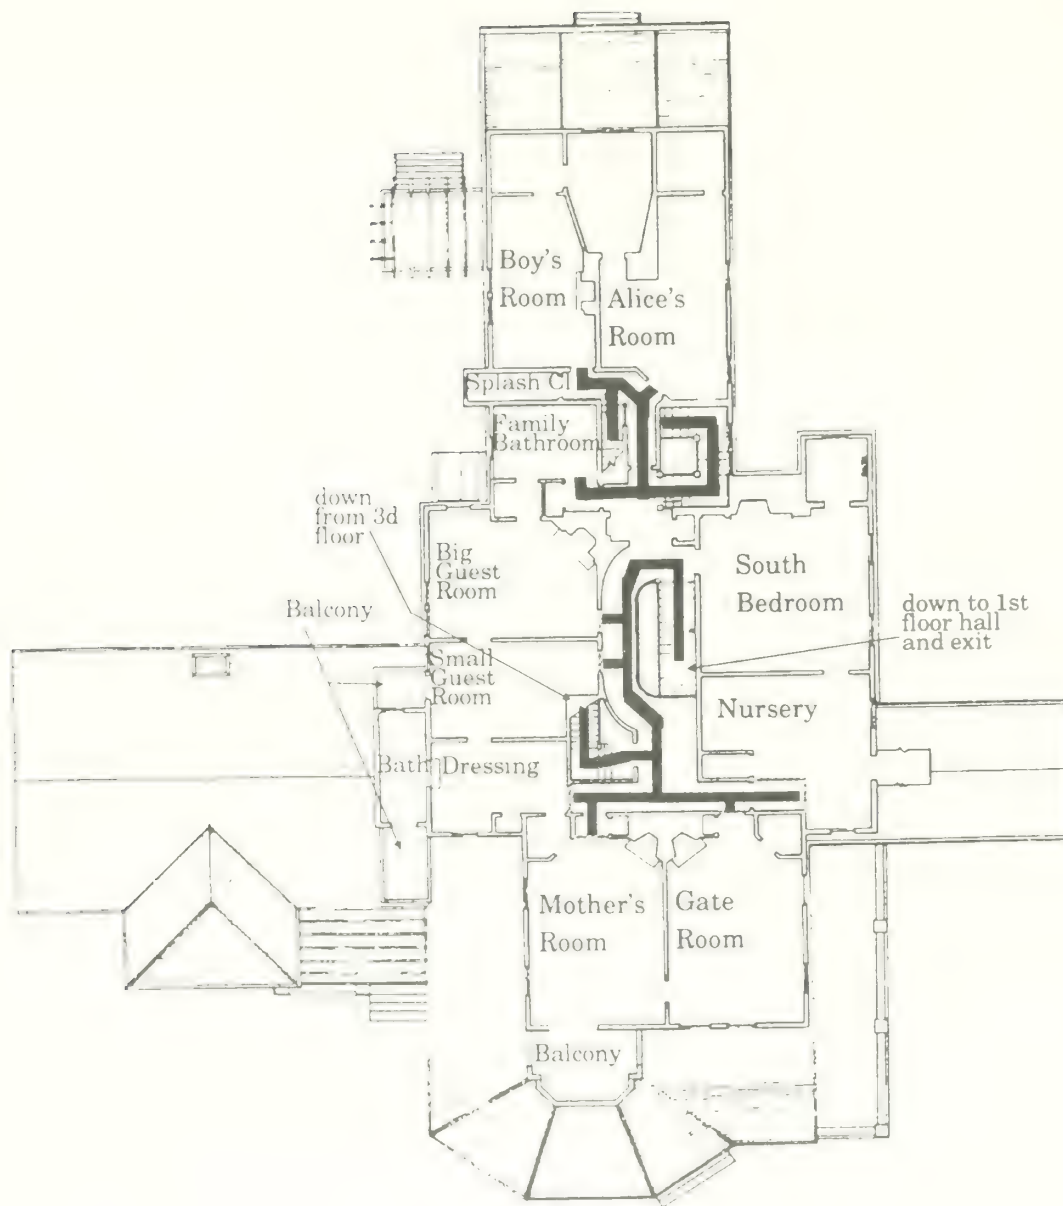 Boy's
Room
Alice's
Room
Splash Cl
Family
Bathroom
down
from 3d
floor
Big
Guest
Room
South
Bedroom
Balcony
down to 1st
floor hall
and exit
Small
Guest
Room
Nursery
Bath
Dressing
Mother's
Room
Gate
Room
Balcony